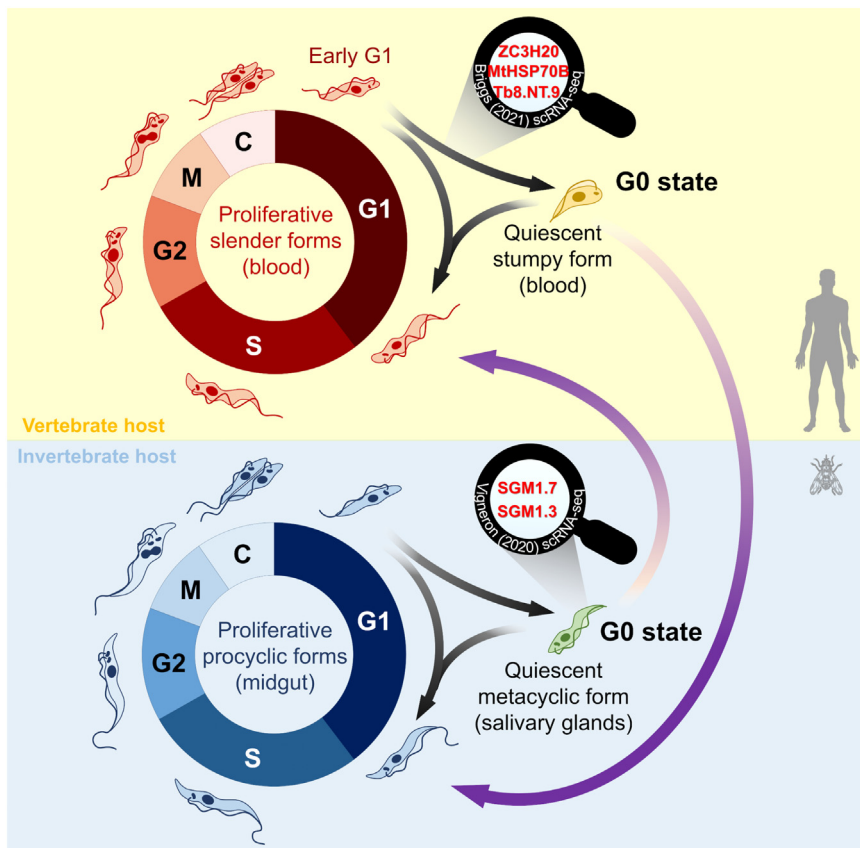 Early G1
ZC3H20
MtHSP70B
Tb8.NT.9
Briggs (2021) scRNA-seq
C
M
G1
G2
S
Proliferative
slender forms
(blood)
G0 state
Quiescent
stumpy form
(blood)
Vertebrate host
Invertebrate host
SGM1.7
SGM1.3
Vigneron (2020) scRNA-seq
C
M
G1
G2
S
Proliferative
procyclic forms
(midgut)
G0 state
Quiescent
metacyclic form
(salivary glands)